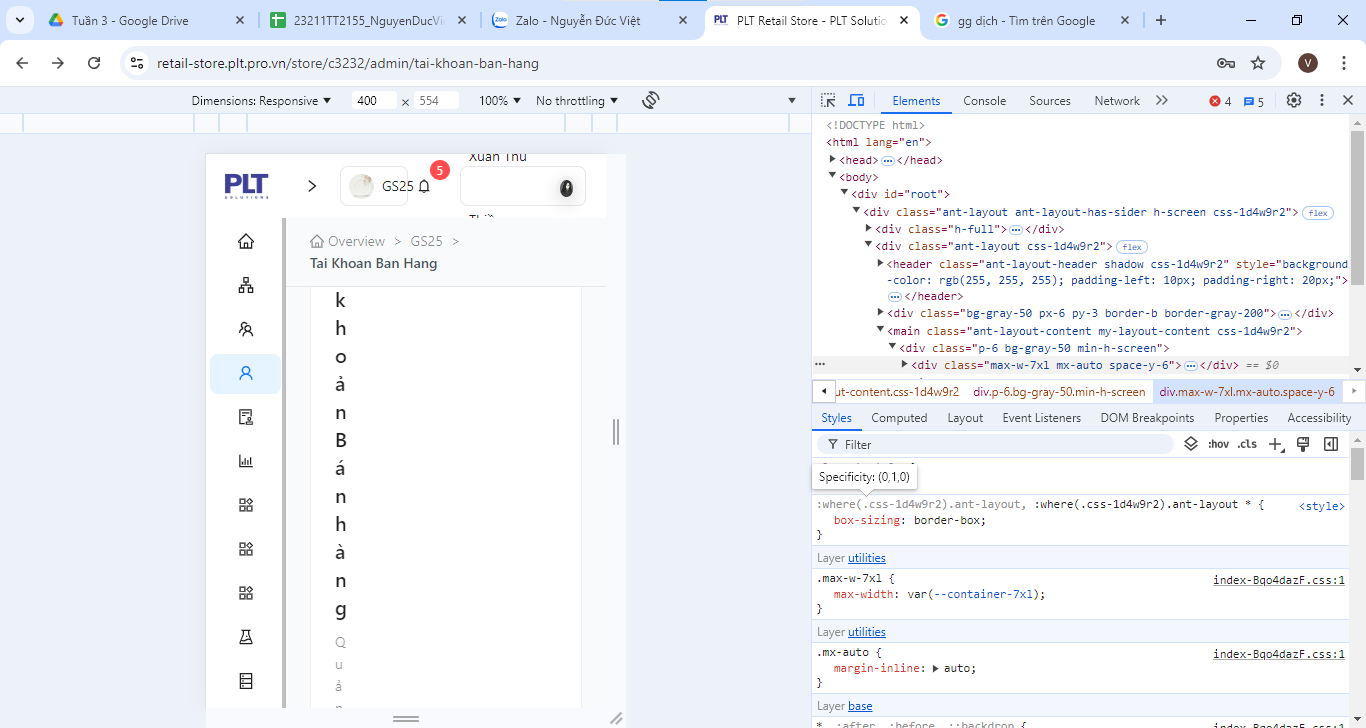 Tuần 3 - Google Drive
23211TT2155_NguyenDucVi
Zalo - Nguyễn Đức Việt
PLT
PLT Retail Store - PLT Solutio
gg dịch - Tìm trên Google
retail-store.plt.pro.vn/store/c3232/admin/tai-khoan-ban-hang
V
Dimensions: Responsive
400 x 554
100%
No throttling
Elements
Console
Sources
Network
4
5
Xuân Thu
PLT
SOLUTIONS
GS25
5
Overview > GS25 >
Tai Khoan Ban Hang
k
h
o
ả
n
B
á
n
h
à
n
g
Q
u
ả
<!DOCTYPE html>
<html lang="en">
<head> … </head>
<body>
<div id="root">
<div class="ant-layout ant-layout-has-sider h-screen css-1d4w9r2"> flex
<div class="h-full"> … </div>
<div class="ant-layout css-1d4w9r2"> flex
<header class="ant-layout-header shadow css-1d4w9r2" style="background
-color: rgb(255, 255, 255); padding-left: 10px; padding-right: 20px;">
… </header>
<div class="bg-gray-50 px-6 py-3 border-b border-gray-200"> … </div>
<main class="ant-layout-content my-layout-content css-1d4w9r2">
<div class="p-6 bg-gray-50 min-h-screen">
<div class="max-w-7xl mx-auto space-y-6"> … </div> == $0
ut-content.css-1d4w9r2
div.p-6.bg-gray-50.min-h-screen
div.max-w-7xl.mx-auto.space-y-6
Styles
Computed
Layout
Event Listeners
DOM Breakpoints
Properties
Accessibility
Filter
:hov
.cls
Specificity: (0,1,0)
:where(.css-1d4w9r2).ant-layout, :where(.css-1d4w9r2).ant-layout * {
<style>
box-sizing: border-box;
}
Layer utilities
.max-w-7xl {
index-Bqo4dazF.css:1
max-width: var(--container-7xl);
}
Layer utilities
.mx-auto {
index-Bqo4dazF.css:1
margin-inline: auto;
}
Layer base
*, :after, :before, ::backdrop {
index-Bqo4dazF.css:1